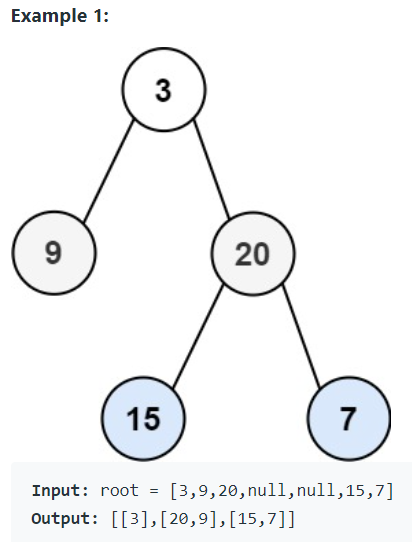 Example 1:
3
9
20
15
7
Input: root = [3,9,20,null,null,15,7]
Output: [[3],[20,9],[15,7]]